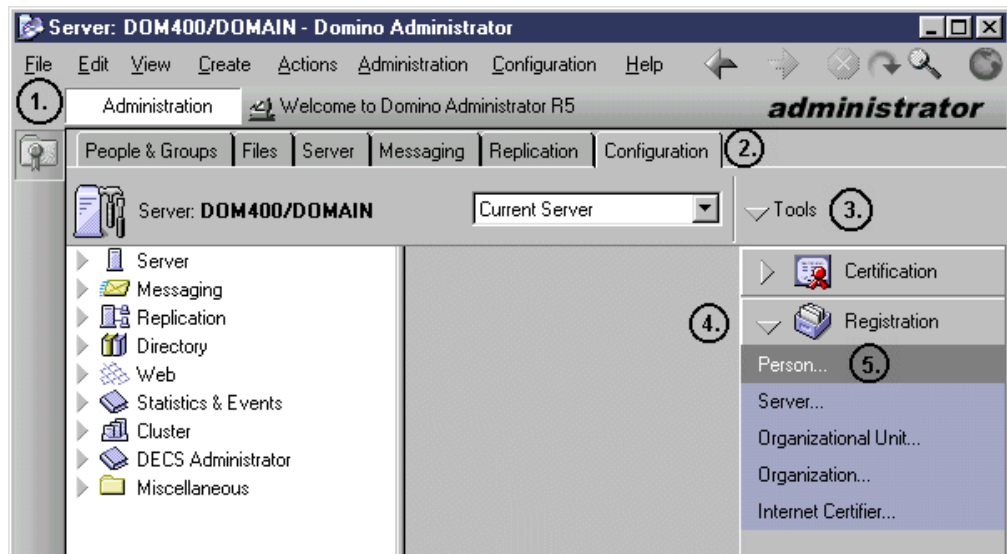 Server: DOM400/DOMAIN - Domino Administrator
File Edit View Create Actions Administration Configuration Help
1. Administration Welcome to Domino Administrator R5 administrator
People & Groups Files Server Messaging Replication Configuration 2.
Server: DOM400/DOMAIN Current Server Tools 3.
Server
Messaging
Replication
Directory
Web
Statistics & Events
Cluster
DECS Administrator
Miscellaneous
Certification
4. Registration
Person... 5.
Server...
Organizational Unit...
Organization...
Internet Certifier...